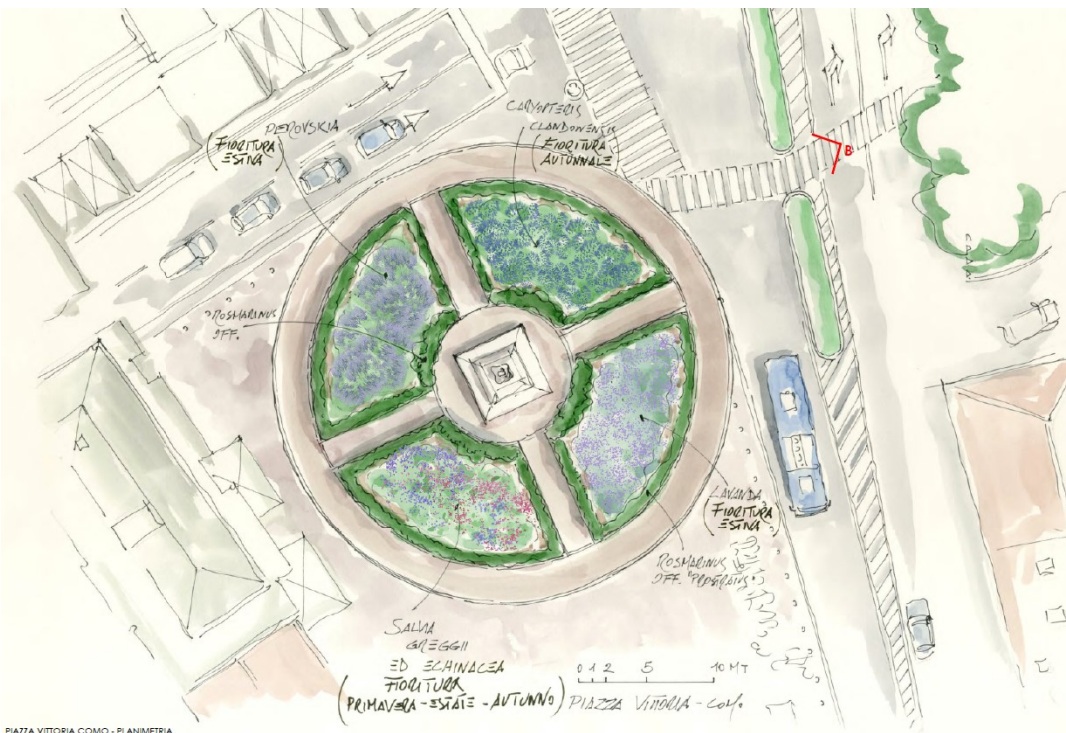 PEROVSKIA
(FIORITURA
ESTIVA)
CARYOPTERIS
CLANDONENSIS
(FIORITURA
AUTUNNALE)
B
ROSMARINUS
OFF.
LAVANDA
(FIORITURA
ESTIVA)
ROSMARINUS
OFF. "PROSTRATUS"
SALVIA
GREGGII
ED ECHINACEA
(FIORITURA
PRIMAVERA - ESTATE - AUTUNNO)
0 1 2 5 10 MT
PIAZZA VITTORIA - COMO
PIAZZA VITTORIA COMO - PLANIMETRIA